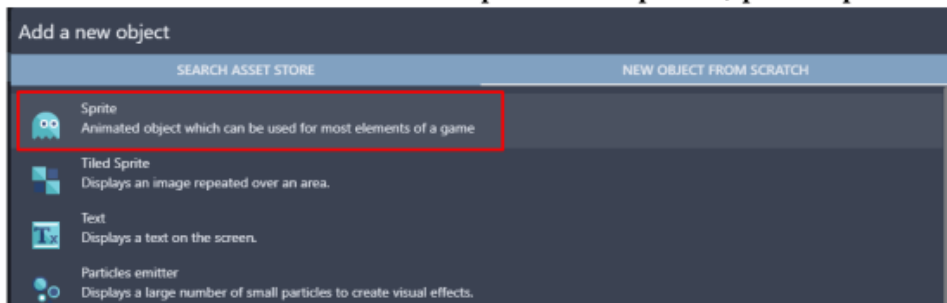 Add a new object
SEARCH ASSET STORE
NEW OBJECT FROM SCRATCH
Sprite
Animated object which can be used for most elements of a game
Tiled Sprite
Displays an image repeated over an area.
Text
Tx
Displays a text on the screen.
Particles emitter
Displays a large number of small particles to create visual effects.